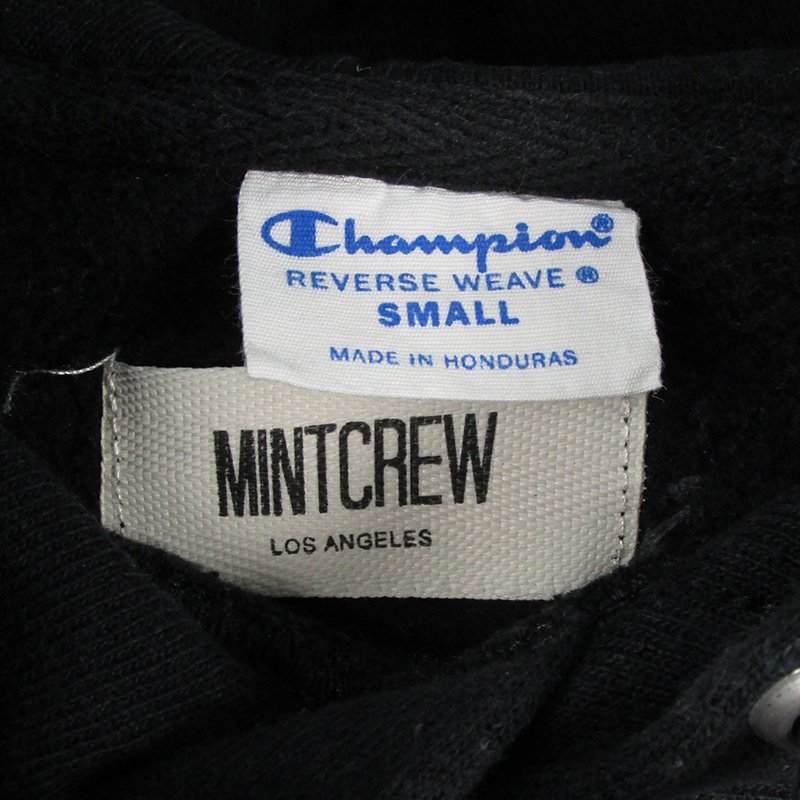 Champion®
REVERSE WEAVE ®
SMALL
MADE IN HONDURAS
MINTCREW
LOS ANGELES